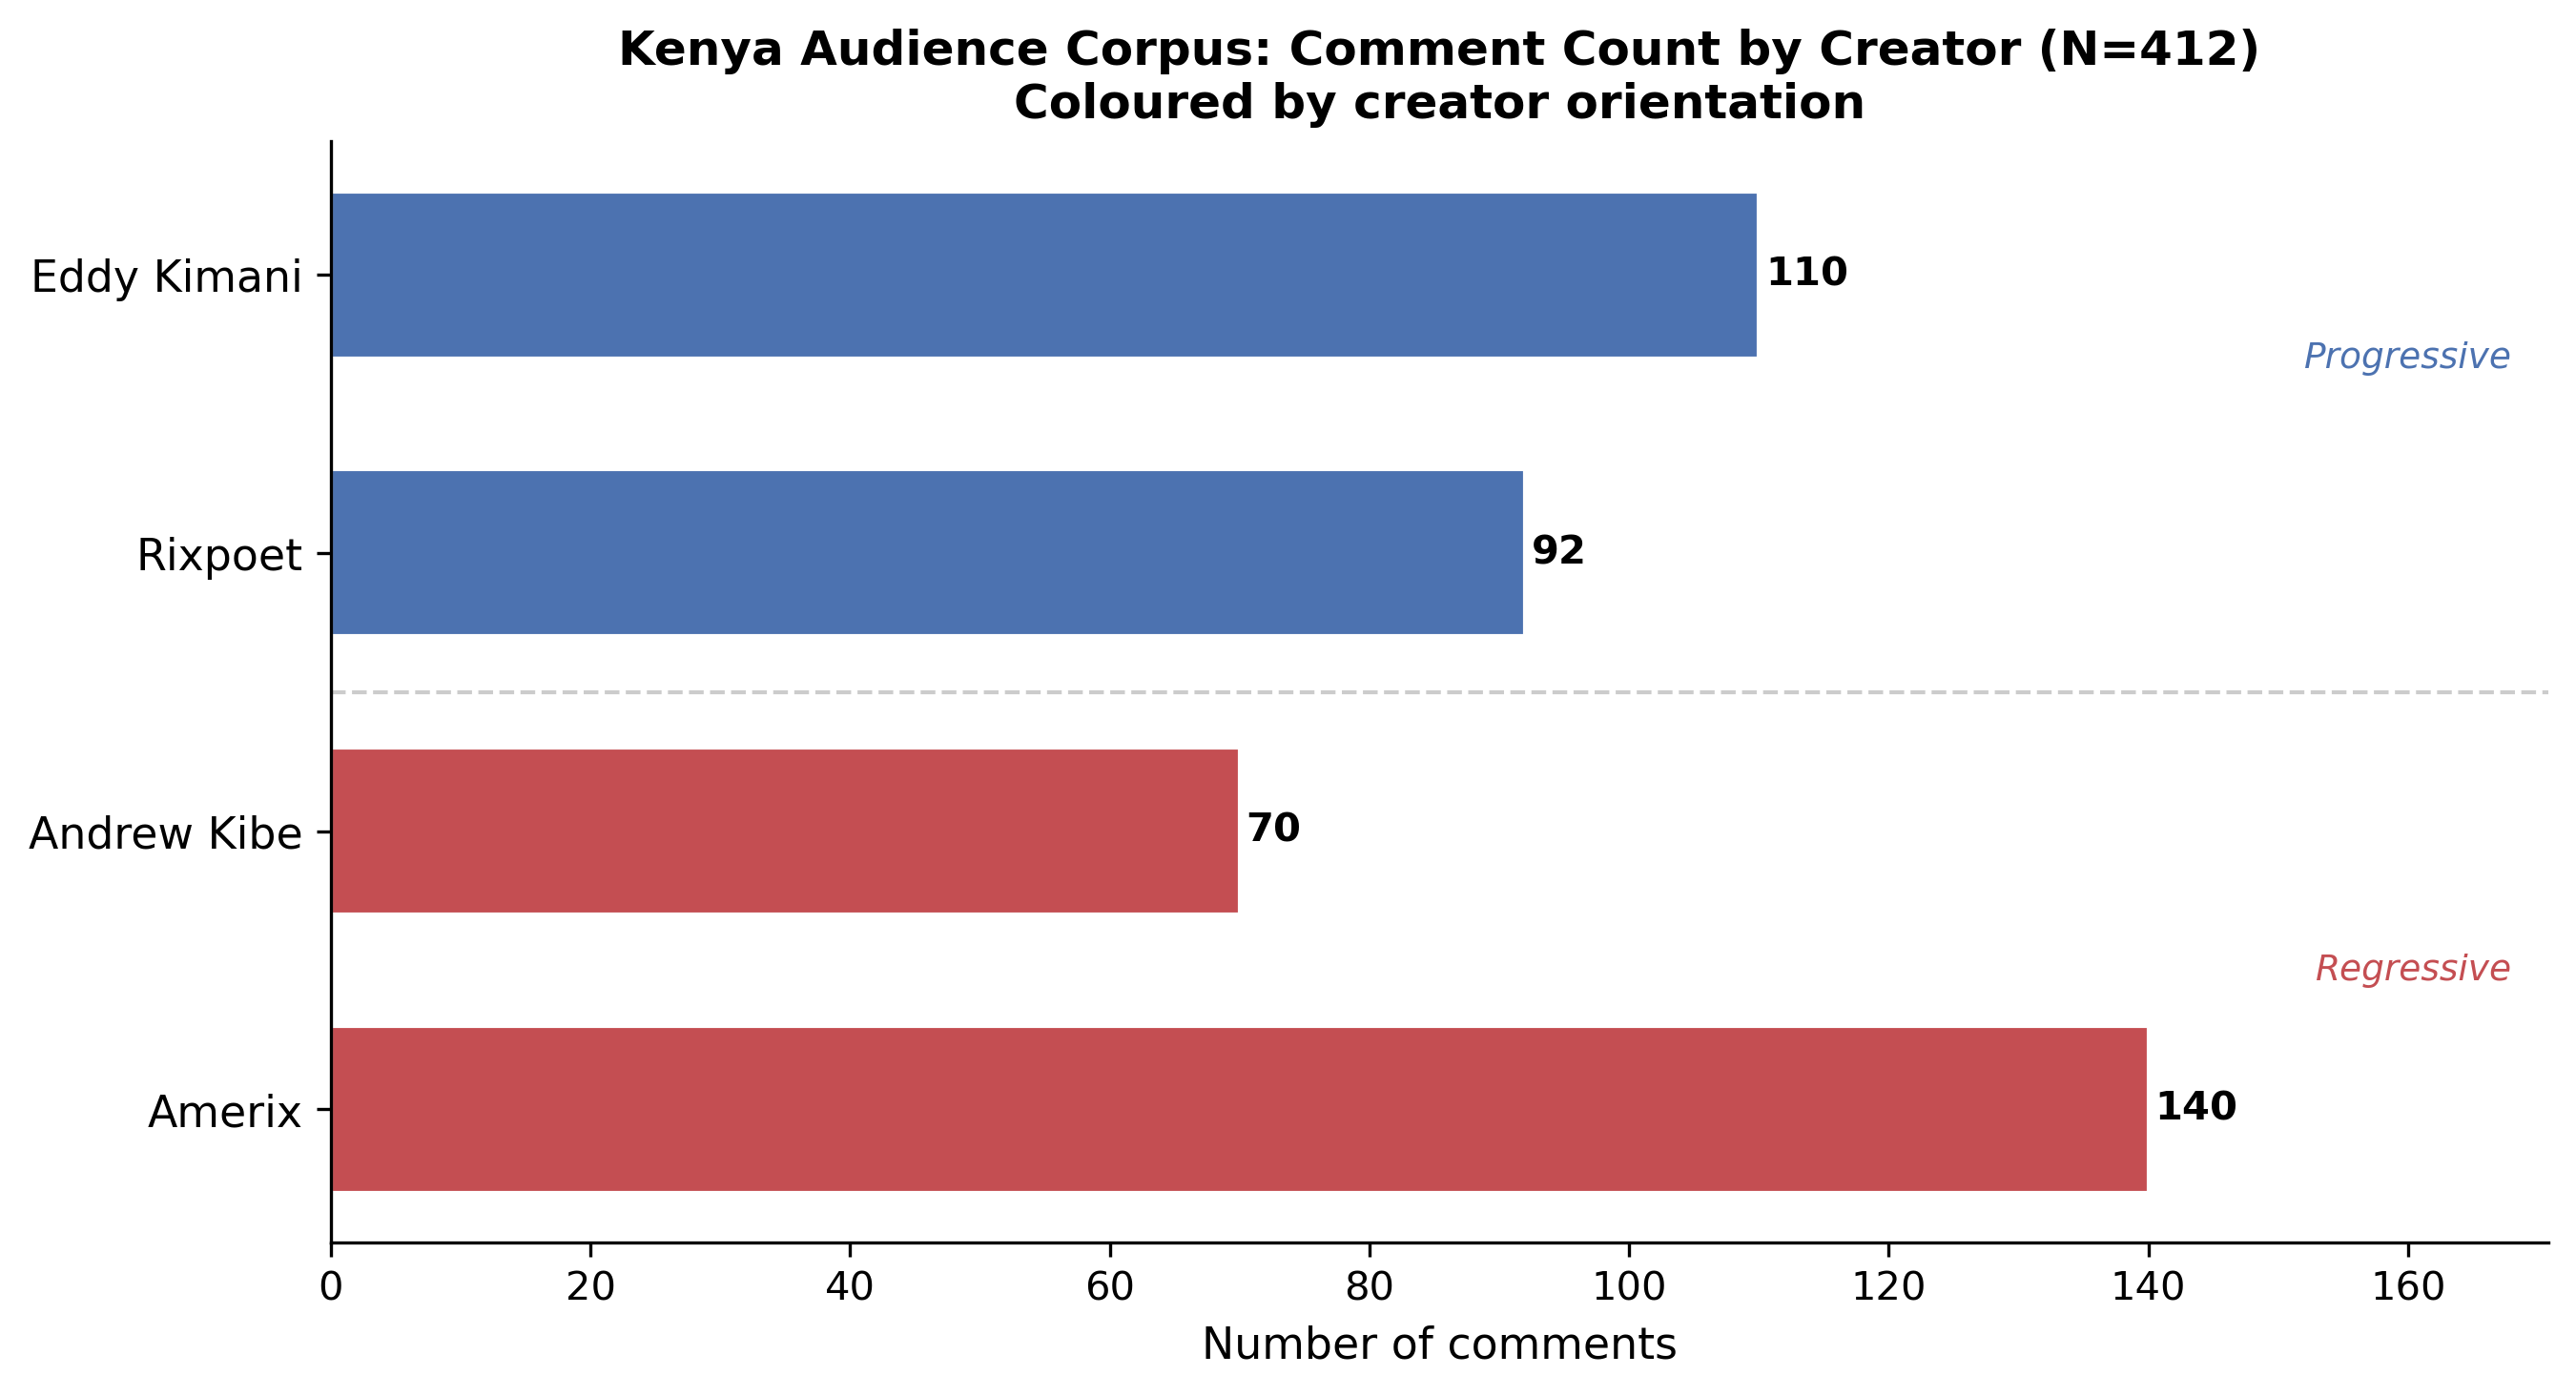 Kenya Audience Corpus: Comment Count by Creator (N=412)
Coloured by creator orientation
Eddy Kimani
110
Progressive
Rixpoet
92
Andrew Kibe
70
Regressive
Amerix
140
0 20 40 60 80 100 120 140 160
Number of comments